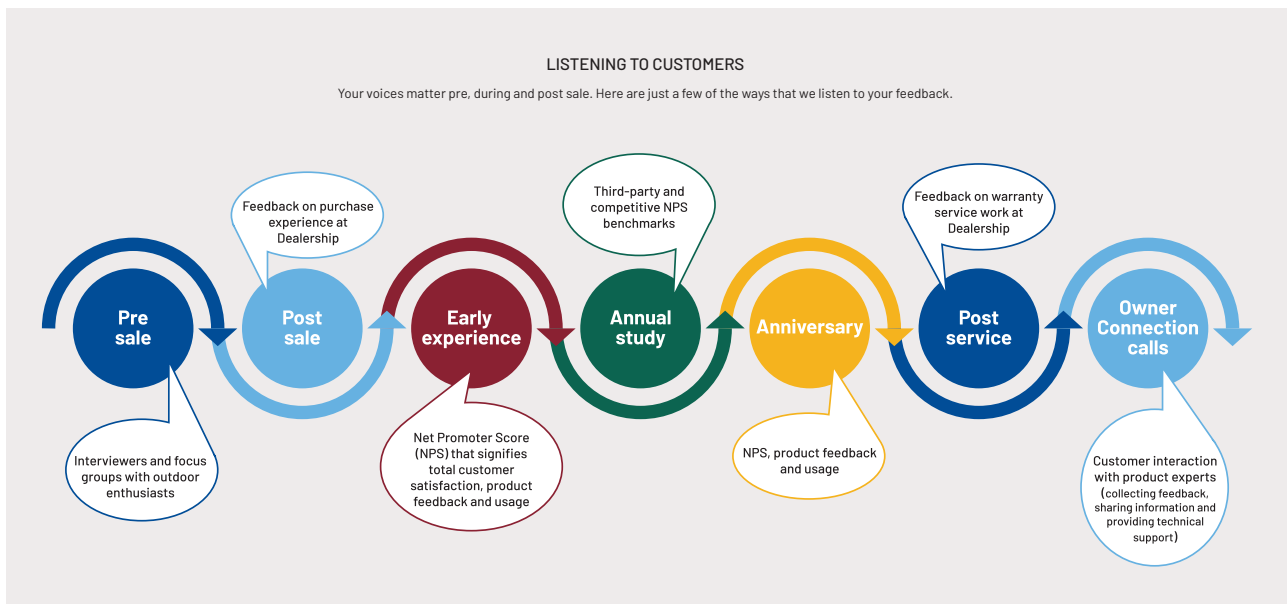 LISTENING TO CUSTOMERS
Your voices matter pre, during and post sale. Here are just a few of the ways that we listen to your feedback.
Pre
sale
Interviewers and focus
groups with outdoor
enthusiasts
Feedback on purchase
experience at
Dealership
Post
sale
Early
experience
Net Promoter Score
(NPS) that signifies
total customer
satisfaction, product
feedback and usage
Third-party and
competitive NPS
benchmarks
Annual
study
Anniversary
NPS, product feedback
and usage
Feedback on warranty
service work at
Dealership
Post
service
Owner
Connection
calls
Customer interaction
with product experts
(collecting feedback,
sharing information and
providing technical
support)